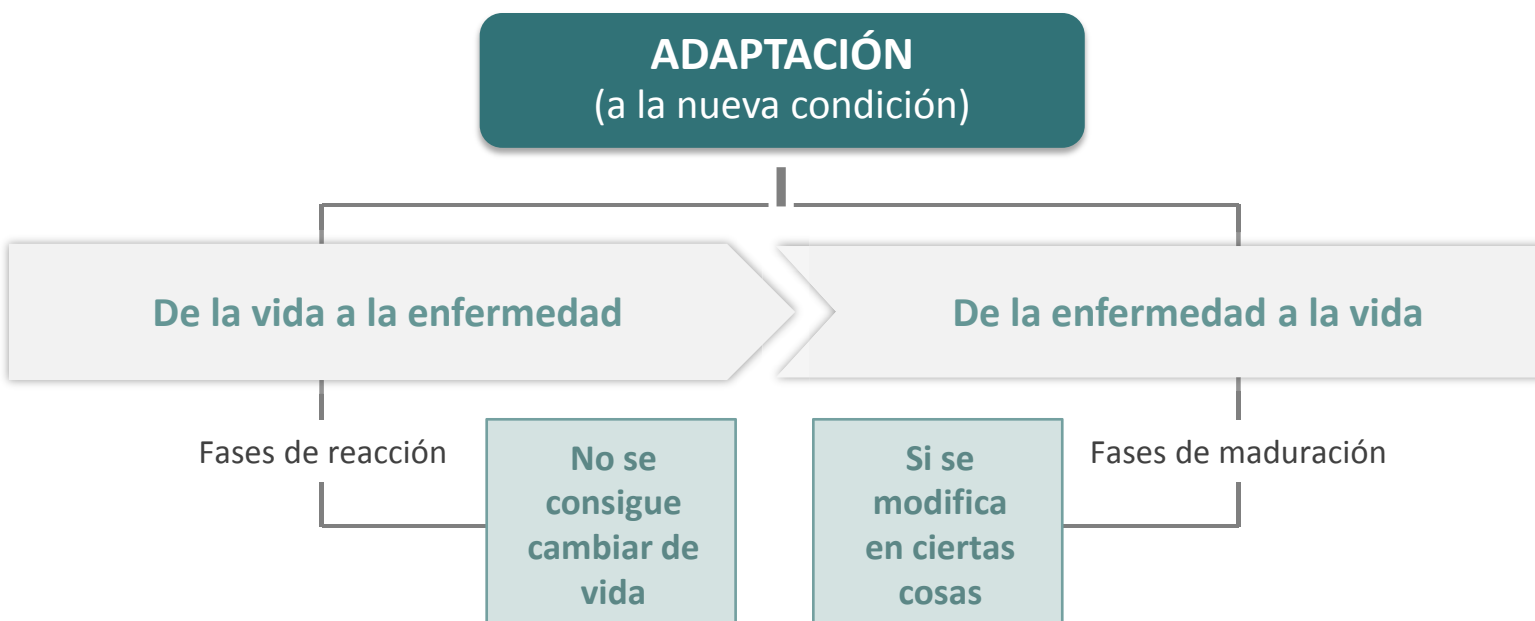 ADAPTACIÓN
(a la nueva condición)
De la vida a la enfermedad
De la enfermedad a la vida
Fases de reacción
No se
consigue
cambiar de
vida
Si se
modifica
en ciertas
cosas
Fases de maduración